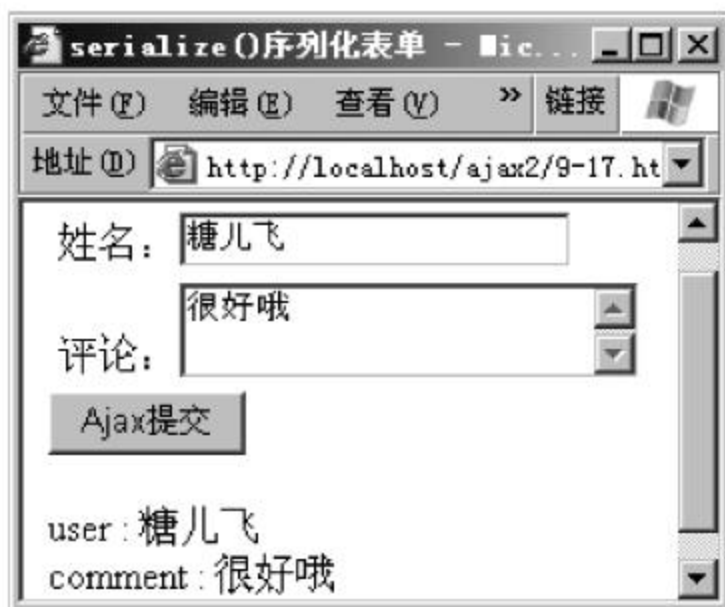 serialize()序列化表单 - Mic...
文件(F) 编辑(E) 查看(V) » 链接
地址(D) http://localhost/ajax2/9-17.ht
姓名： 糖儿飞
很好哦
评论：
Ajax提交
user : 糖儿飞
comment : 很好哦